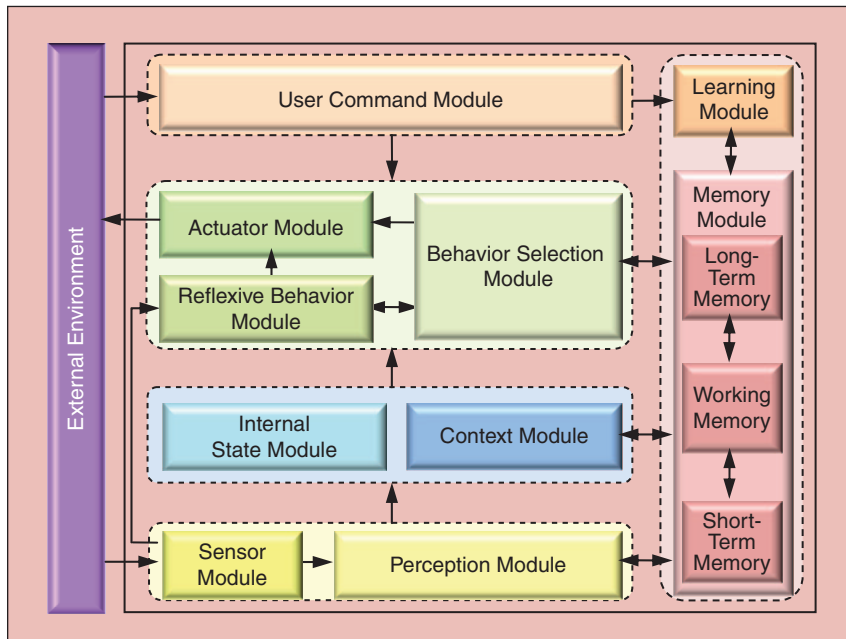 External Environment
User Command Module
Learning
Module
Actuator Module
Reflexive Behavior
Module
Behavior Selection
Module
Memory
Module
Long-
Term
Memory
Internal
State Module
Context Module
Working
Memory
Sensor
Module
Perception Module
Short-
Term
Memory